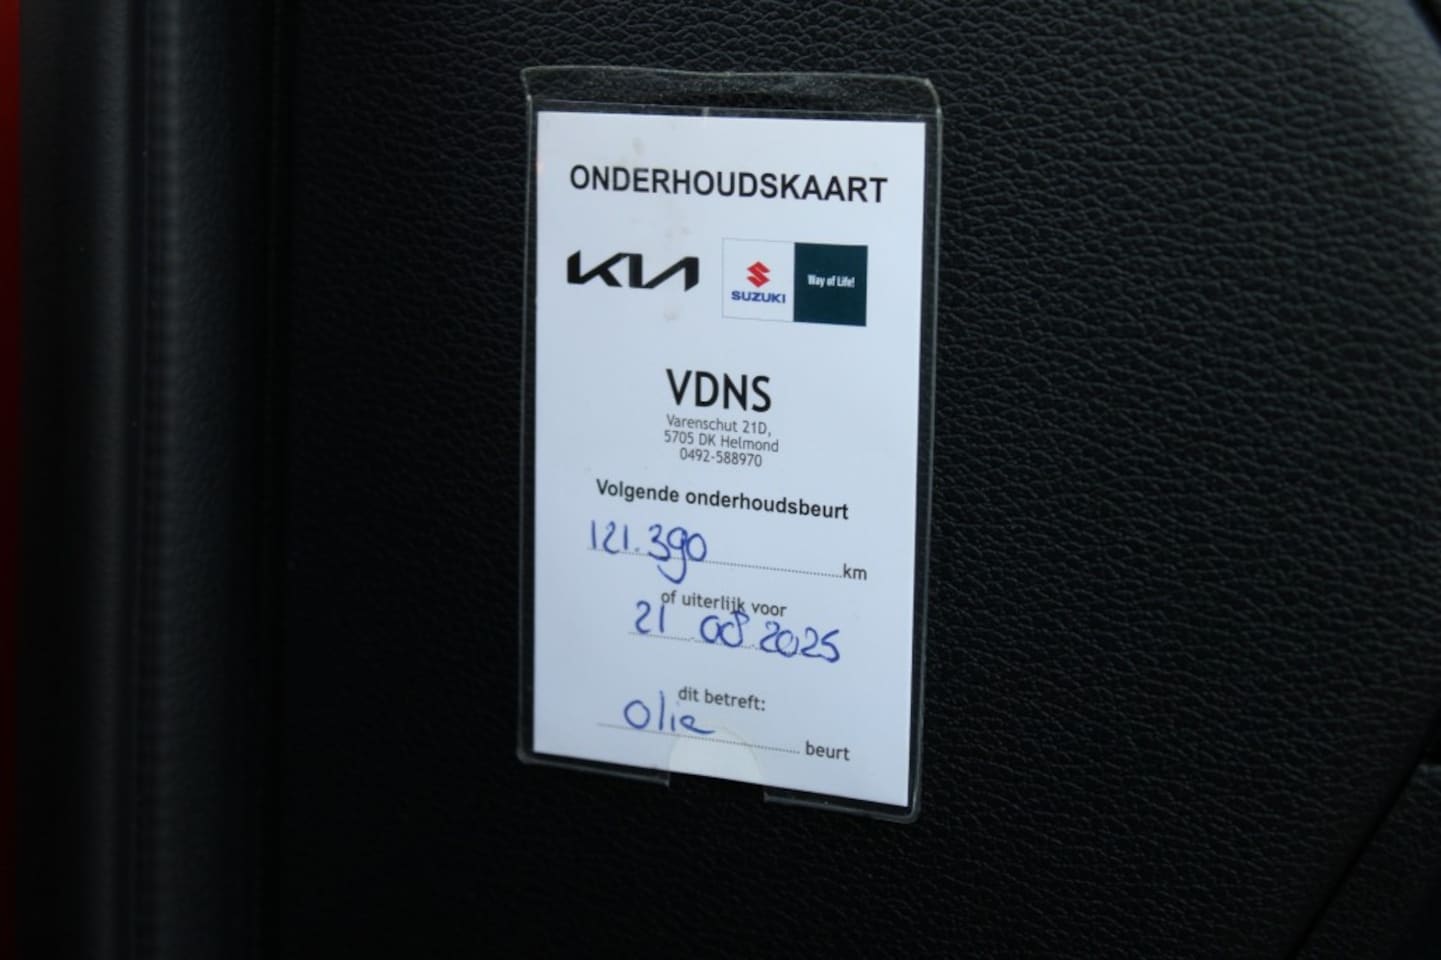 ONDERHOUDSKAART
KIA SUZUKI Way of Life!
VDNS
Varenschut 21D,
5705 DK Helmond
0492-588970
Volgende onderhoudsbeurt
121.390 km
of uiterlijk voor
21 08.2025
dit betreft:
Olie beurt